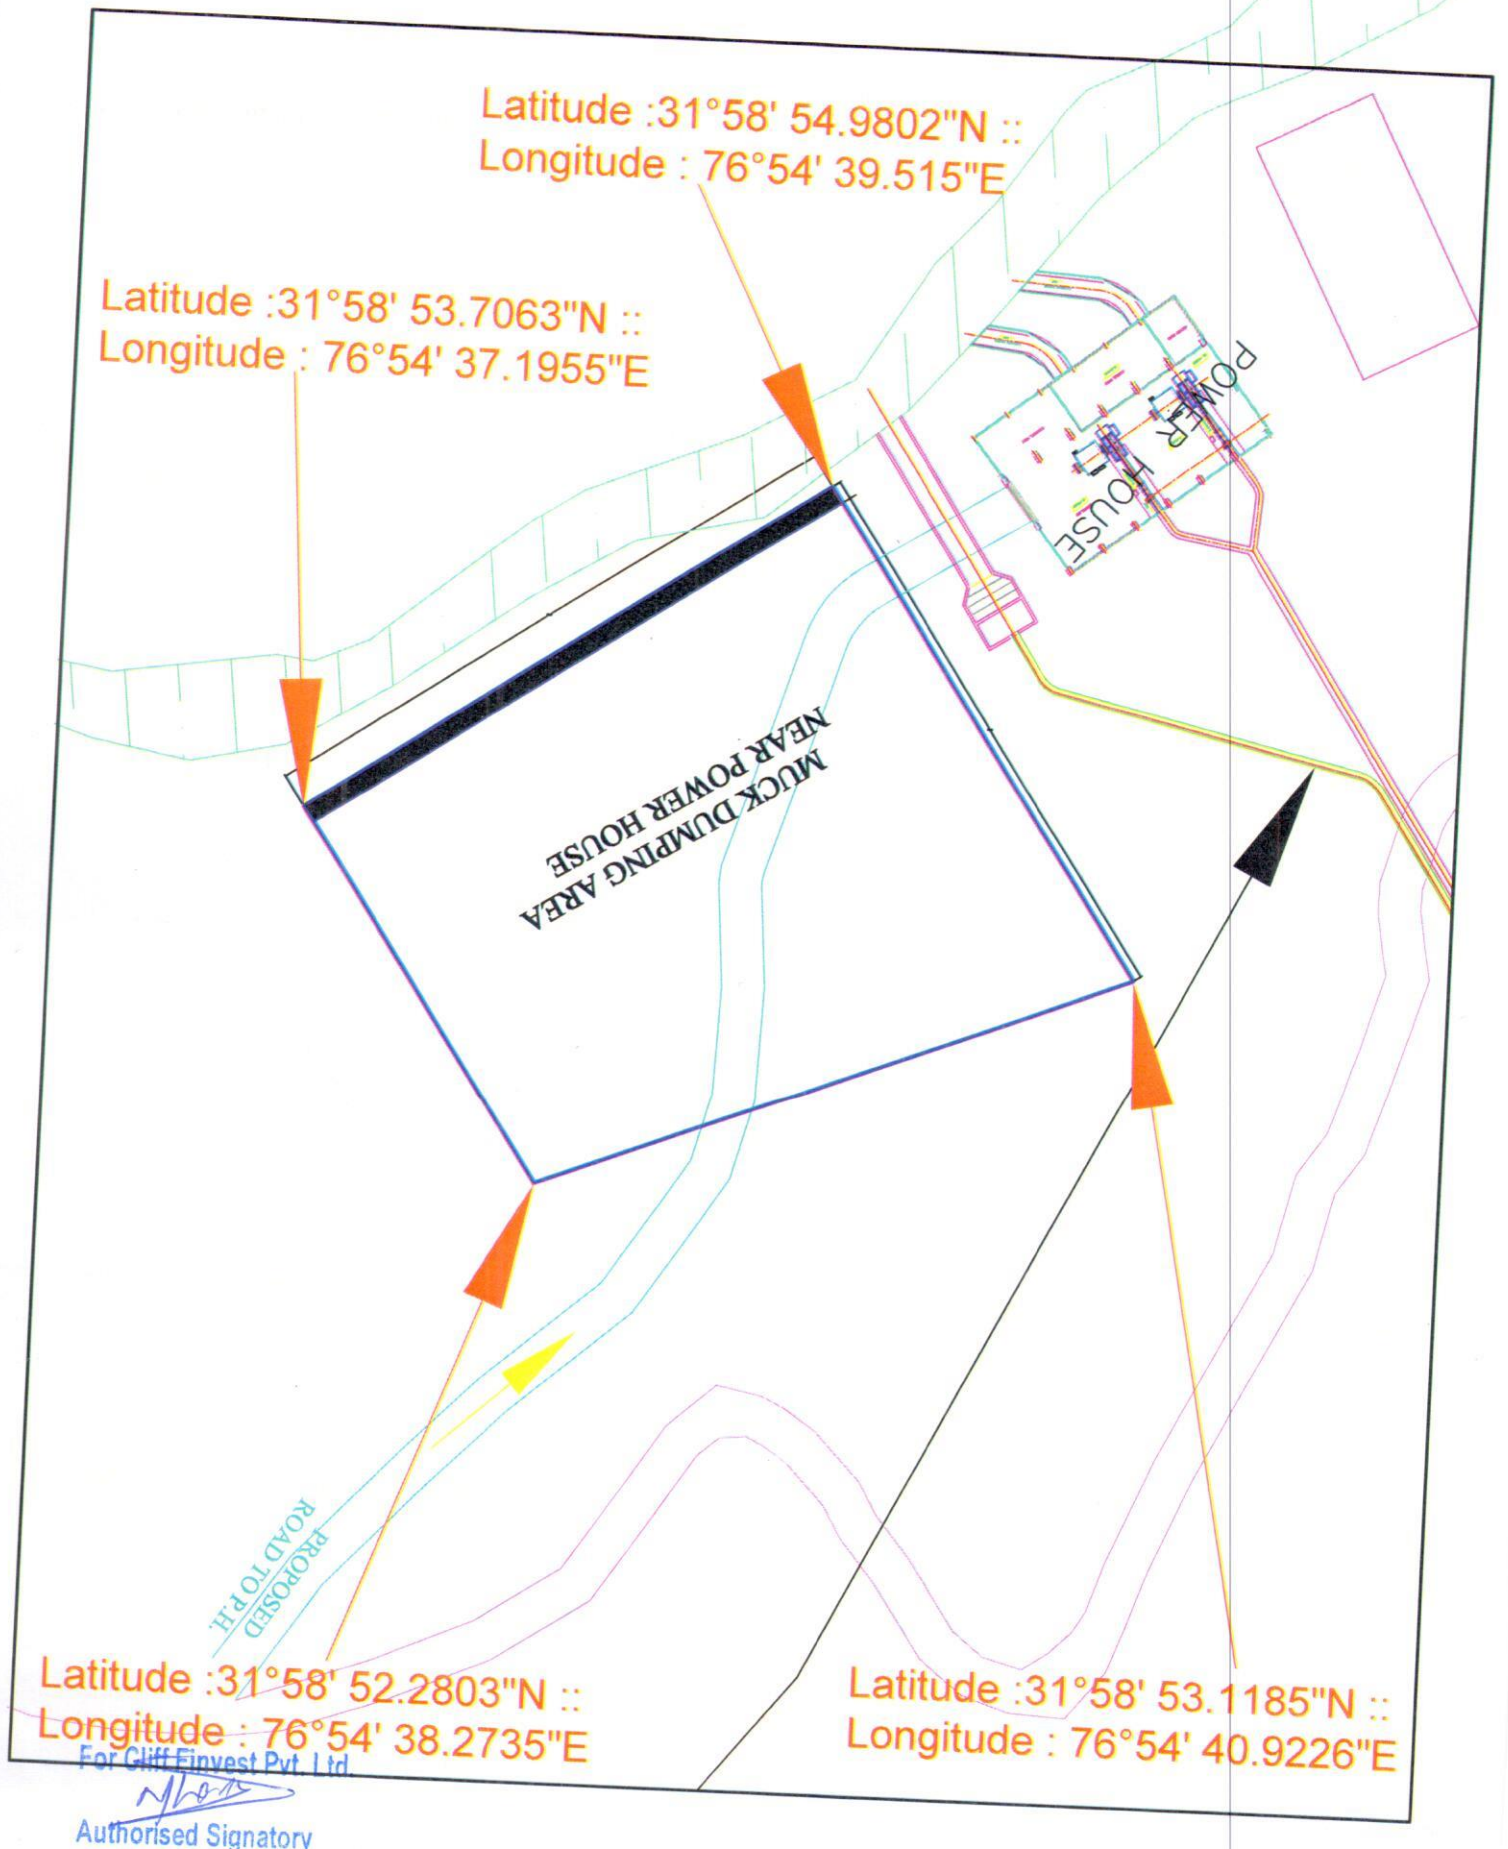 Latitude :31°58' 54.9802"N ::
Longitude : 76°54' 39.515"E
Latitude :31°58' 53.7063"N ::
Longitude : 76°54' 37.1955"E
POWER HOUSE
MUCK DUMPING AREA
NEAR POWER HOUSE
PROPOSED
ROAD TO P.H.
Latitude :31°58' 52.2803"N ::
Longitude : 76°54' 38.2735"E
Latitude :31°58' 53.1185"N ::
Longitude : 76°54' 40.9226"E
For Cliff Finvest Pvt. Ltd.
Authorised Signatory